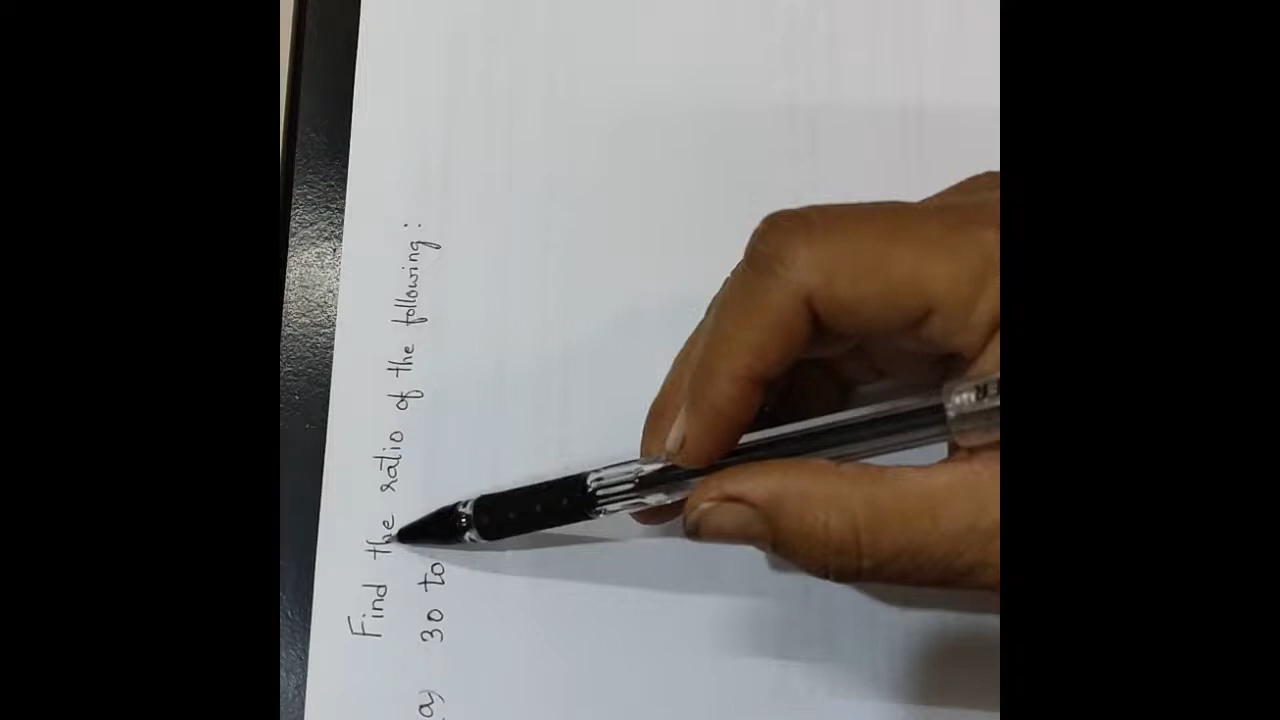 Find the ratio of the following:
(a) 30 to